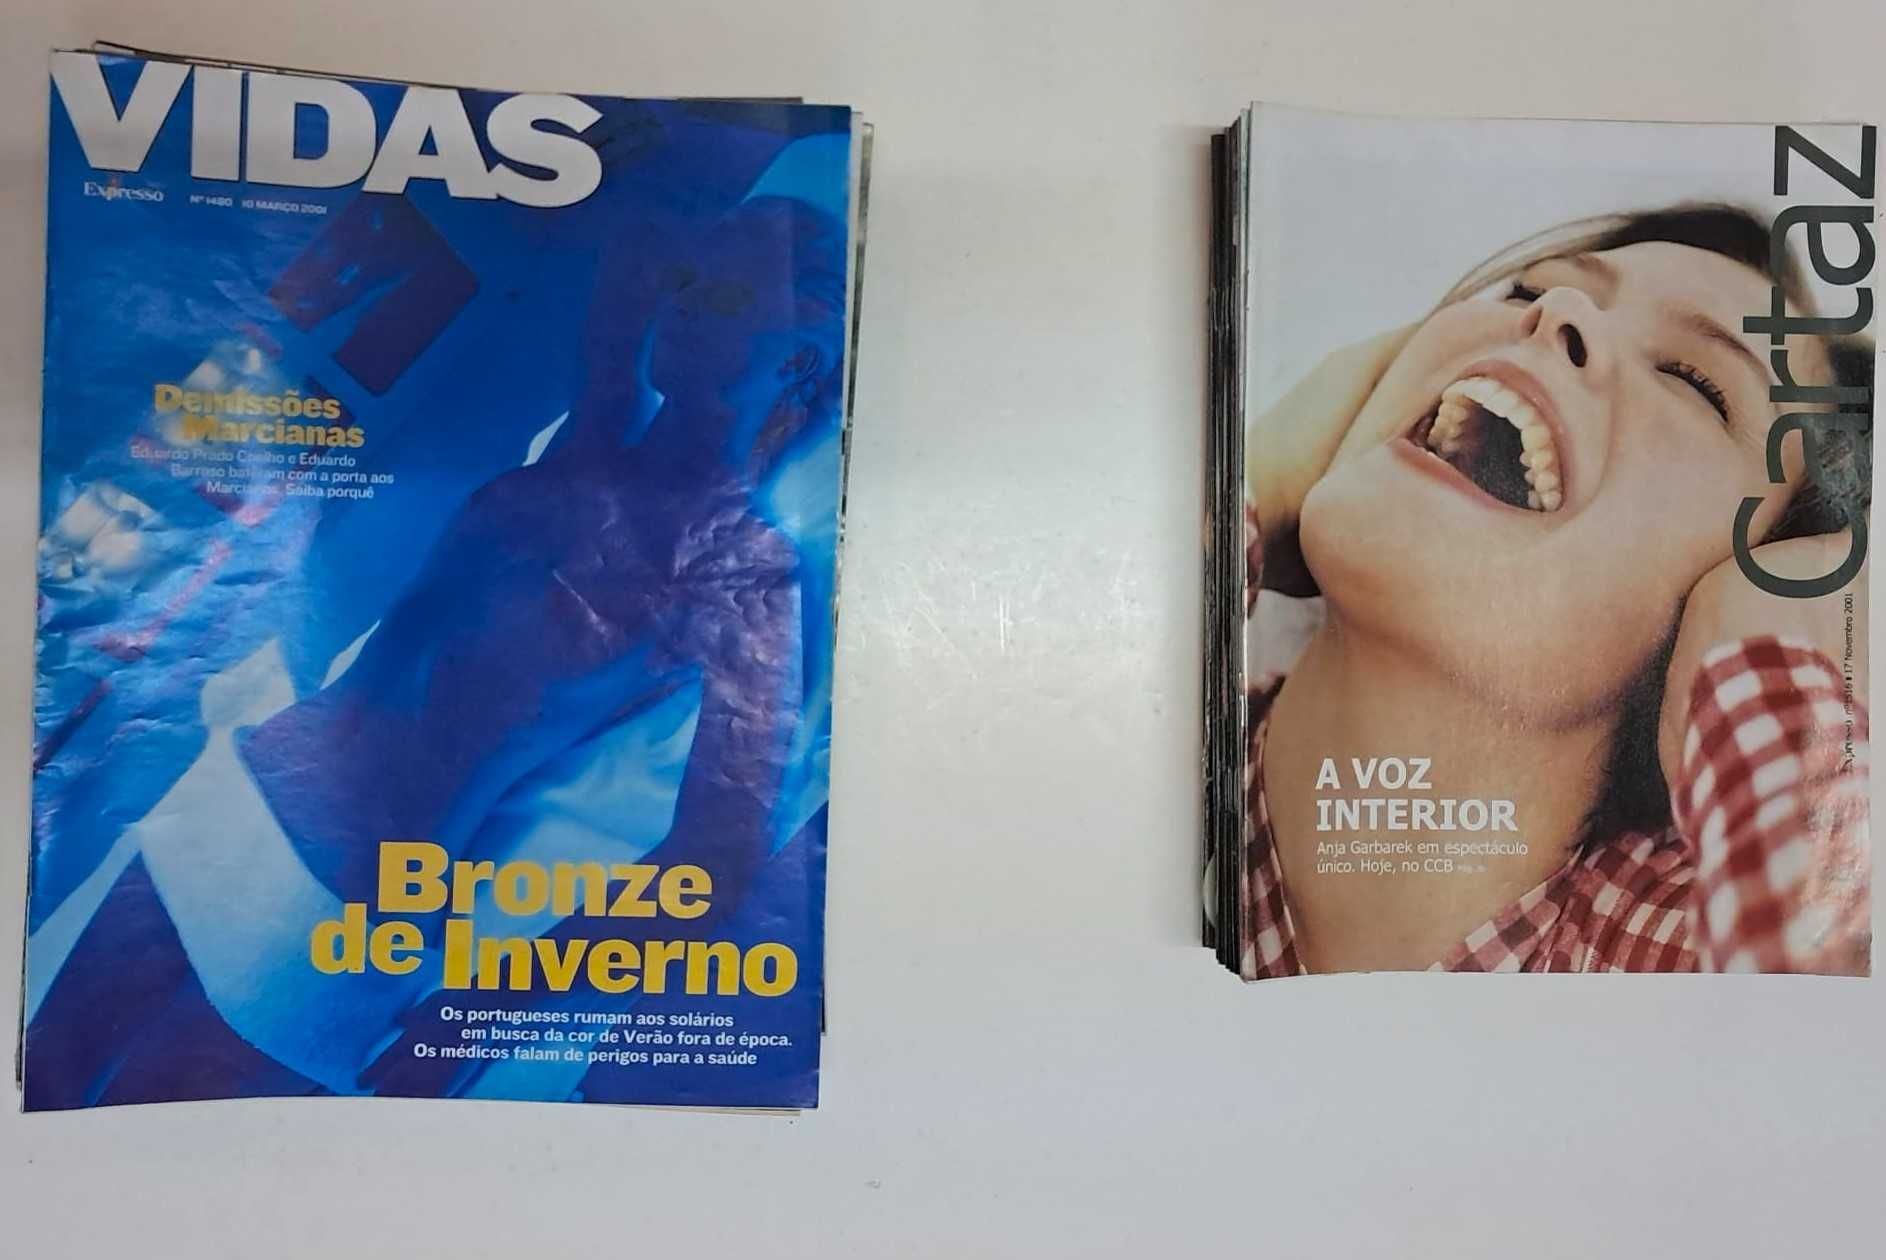 VIDAS
Expresso Nº 1480 10 MARÇO 2001
Demissões
Marcianas
Eduardo Prado Coelho e Eduardo
Barroso bateram com a porta aos
Marcianos. Saiba porquê
Bronze
de Inverno
Os portugueses rumam aos solários
em busca da cor de Verão fora de época.
Os médicos falam de perigos para a saúde
Cartaz
Expresso nº 1516 17 Novembro 2001
A VOZ
INTERIOR
Anja Garbarek em espectáculo
único. Hoje, no CCB